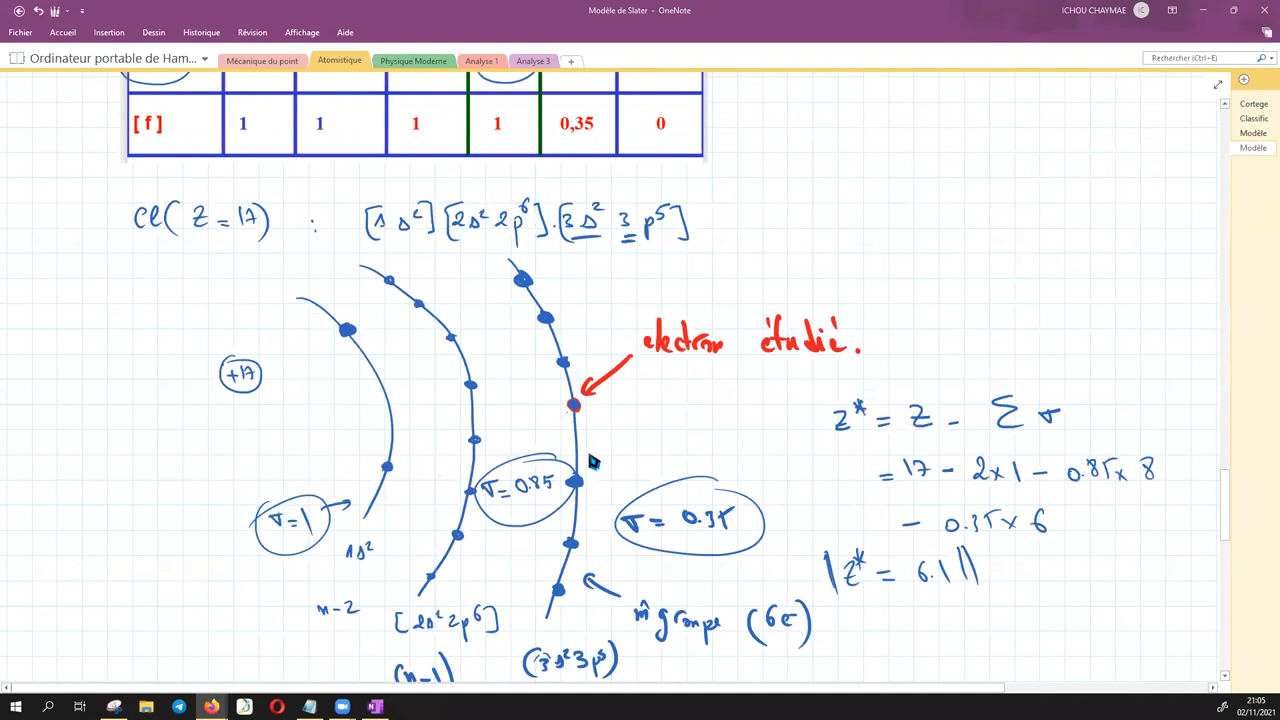 Modèle de Slater - OneNote
ICHOU CHAYMAE IC
Fichier Accueil Insertion Dessin Historique Révision Affichage Aide
Ordinateur portable de Ham... Mécanique du point Atomistique Physique Moderne Analyse 1 Analyse 3 +
Rechercher (Ctrl+E)
Cortege
Classific
Modèle
Modèle
[ f ] 1 1 1 1 0,35 0
Cl ( Z = 17) : [1s²] [2s² 2p⁶]. [3s² 3p⁵]
electron étudié.
+17
Z* = Z - Σ σ
= 17 - 2x1 - 0.85 x 8
- 0.35 x 6
Z* = 6.1
σ = 1
σ = 0.85
σ = 0.35
1s²
n-2
[2s² 2p⁶]
(n-1)
(3s² 3p⁵)
m̂ groupe (6e⁻)
21:05
02/11/2021